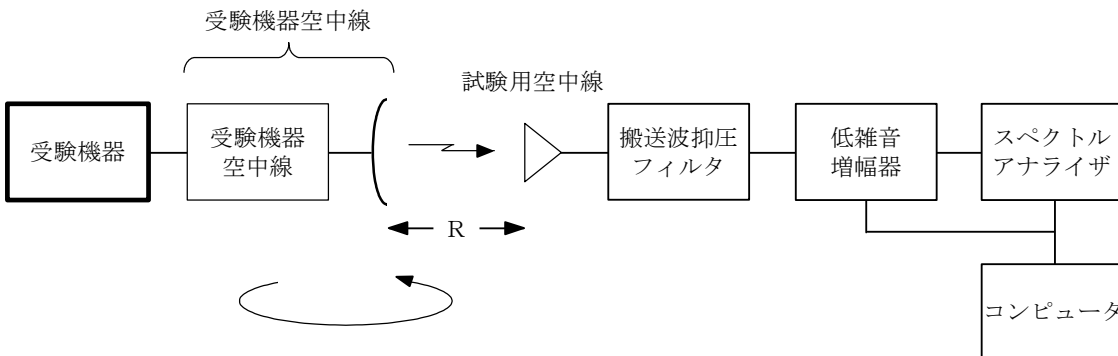 受験機器空中線
試験用空中線
受験機器
受験機器
空中線
搬送波抑圧
フィルタ
低雑音
増幅器
スペクトル
アナライザ
R
コンピュータ